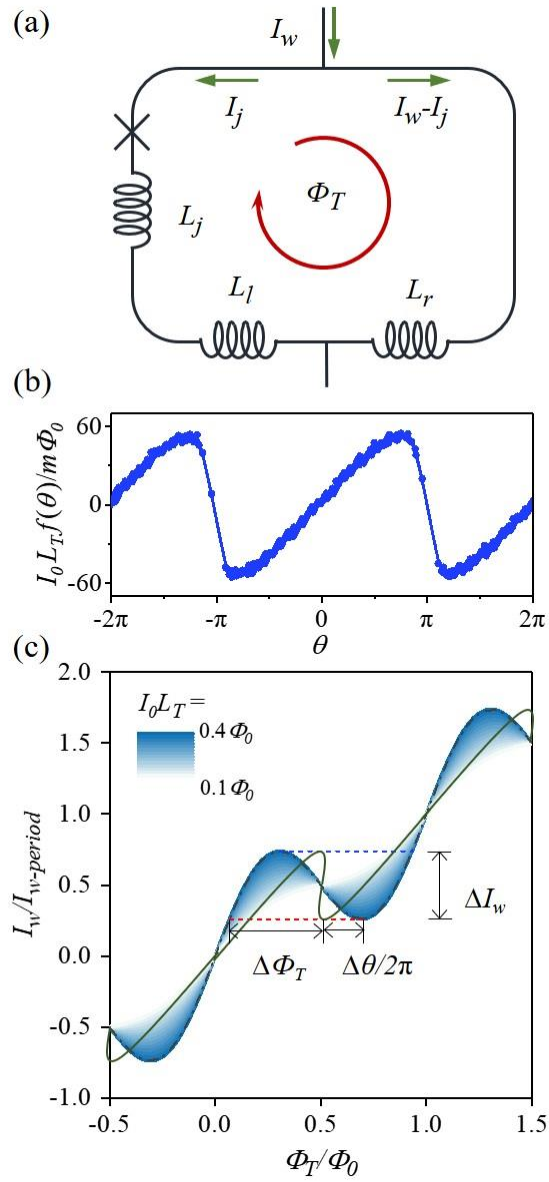 (a)
I_w
I_j
I_w-I_j
Φ_T
L_j
L_l
L_r
(b)
I_0L_Tf(θ)/mΦ_0
60
0
-60
-2π
-π
0
π
2π
θ
(c)
I_w/I_w-period
2.0
1.5
1.0
0.5
0.0
-0.5
-1.0
I_0L_T =
0.4Φ_0
0.1Φ_0
ΔI_w
ΔΦ_T
Δθ/2π
-0.5
0.0
0.5
1.0
1.5
Φ_T/Φ_0